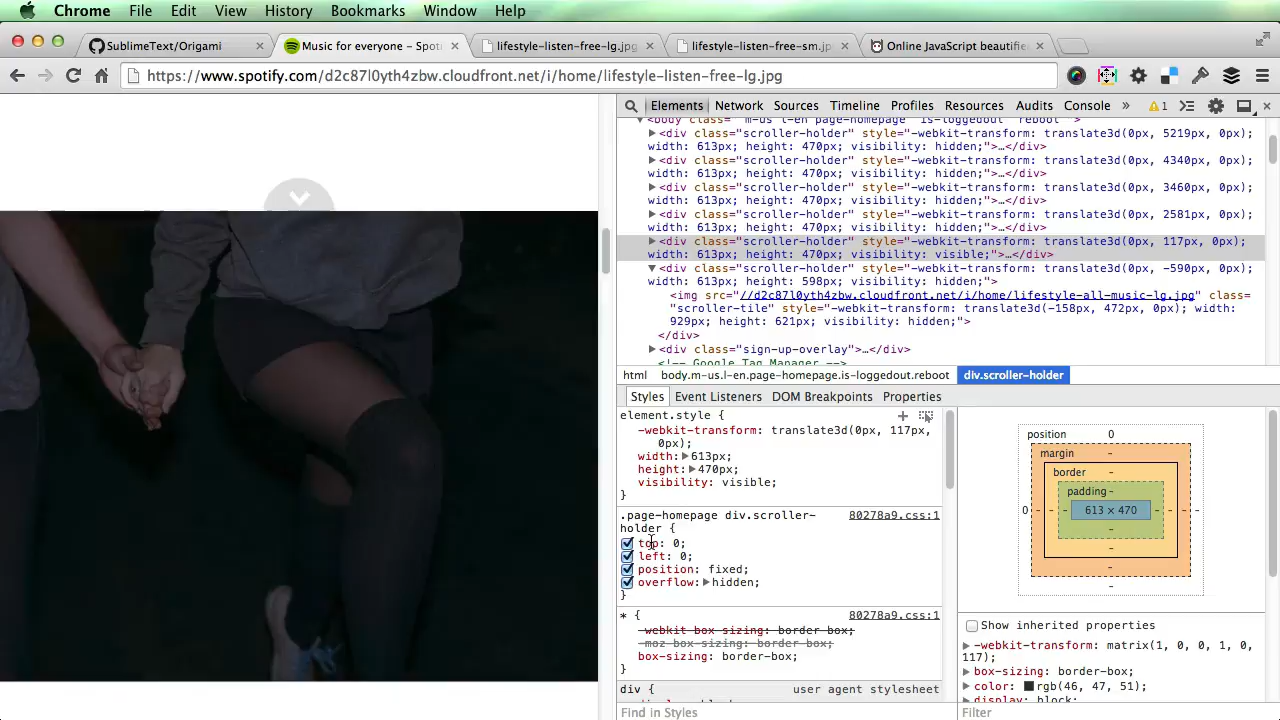 Chrome File Edit View History Bookmarks Window Help
SublimeText/Origami
Music for everyone – Spoti
lifestyle-listen-free-lg.jpg
lifestyle-listen-free-sm.jp
Online JavaScript beautifie
https://www.spotify.com/d2c87l0yth4zbw.cloudfront.net/i/home/lifestyle-listen-free-lg.jpg
Elements Network Sources Timeline Profiles Resources Audits Console » 1
<body class="m-us l-en page-homepage is-loggedout reboot">
<div class="scroller-holder" style="-webkit-transform: translate3d(0px, 5219px, 0px);
width: 613px; height: 470px; visibility: hidden;">…</div>
<div class="scroller-holder" style="-webkit-transform: translate3d(0px, 4340px, 0px);
width: 613px; height: 470px; visibility: hidden;">…</div>
<div class="scroller-holder" style="-webkit-transform: translate3d(0px, 3460px, 0px);
width: 613px; height: 470px; visibility: hidden;">…</div>
<div class="scroller-holder" style="-webkit-transform: translate3d(0px, 2581px, 0px);
width: 613px; height: 470px; visibility: hidden;">…</div>
<div class="scroller-holder" style="-webkit-transform: translate3d(0px, 117px, 0px);
width: 613px; height: 470px; visibility: visible;">…</div>
<div class="scroller-holder" style="-webkit-transform: translate3d(0px, -590px, 0px);
width: 613px; height: 598px; visibility: hidden;">
<img src="//d2c87l0yth4zbw.cloudfront.net/i/home/lifestyle-all-music-lg.jpg" class=
"scroller-tile" style="-webkit-transform: translate3d(-158px, 472px, 0px); width:
929px; height: 621px; visibility: hidden;">
</div>
<div class="sign-up-overlay">…</div>
<!-- Google Tag Manager
html body.m-us.l-en.page-homepage.is-loggedout.reboot div.scroller-holder
Styles Event Listeners DOM Breakpoints Properties
element.style {
-webkit-transform: translate3d(0px, 117px,
0px);
width: 613px;
height: 470px;
visibility: visible;
}
.page-homepage div.scroller-
holder {
80278a9.css:1
top: 0;
left: 0;
position: fixed;
overflow: hidden;
}
* {
80278a9.css:1
-webkit-box-sizing: border-box;
-moz-box-sizing: border-box;
box-sizing: border-box;
}
div {
user agent stylesheet
Find in Styles
position 0
margin -
border -
padding -
0 - - - 613 × 470 - - - -
-
-
-
-
Show inherited properties
-webkit-transform: matrix(1, 0, 0, 1, 0,
117);
box-sizing: border-box;
color: rgb(46, 47, 51);
display: block;
Filter